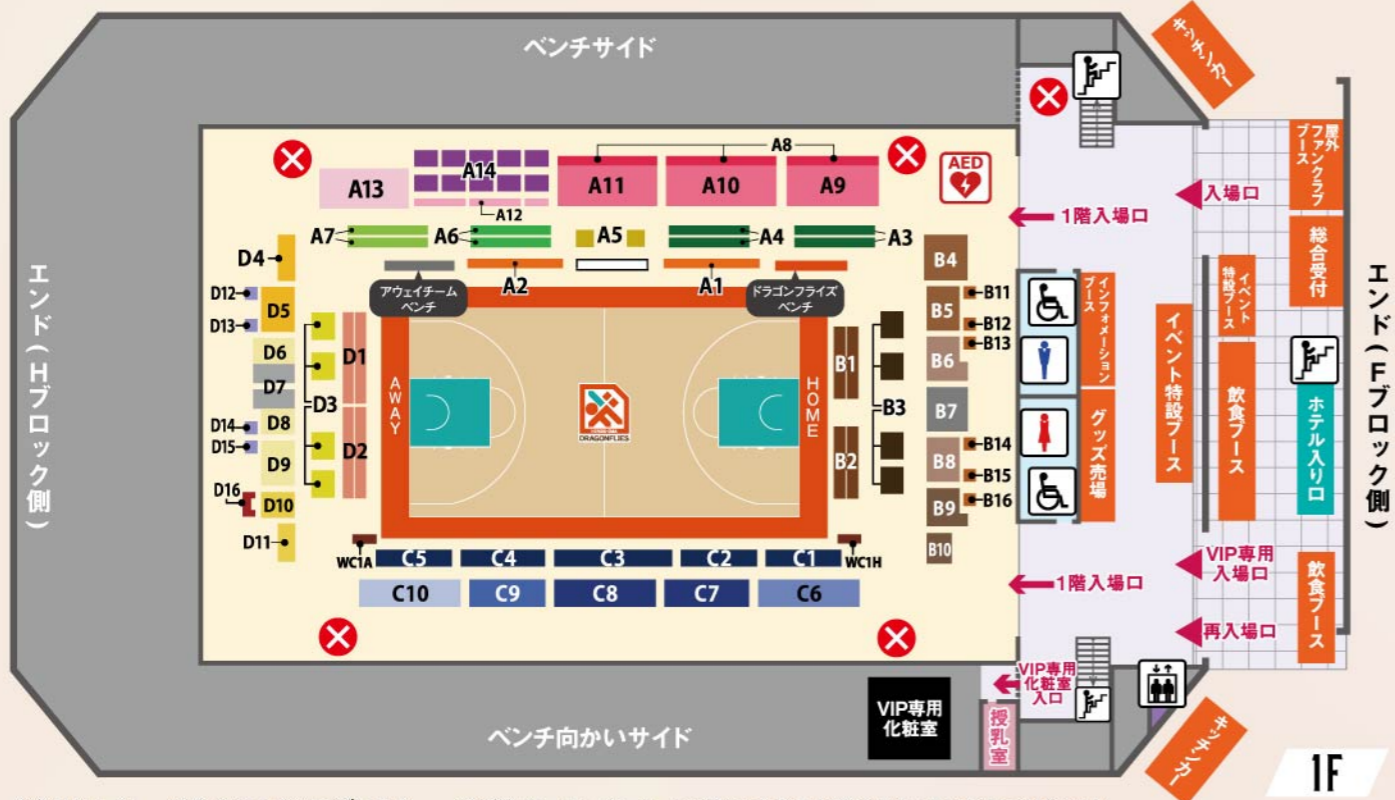 ベンチサイド
キッチンカー
エンド(Hブロック側)
A8
AED
A14
A13
A11
A10
A9
A12
屋外
ファンクラブ
ブース
入場口
1階入場口
総合受付
A7
A6
A5
A4
A3
D4
B4
アウェイチーム
ベンチ
A2
A1
ドラゴンフライズ
ベンチ
D12
D5
D13
B5
B11
B12
B13
インフォメーション
ブース
イベント
特設ブース
イベント特設ブース
エンド(Fブロック側)
D6
D7
D3
D1
AWAY
HOME
B1
B3
B6
B7
DRAGONFLIES
飲食ブース
ホテル入り口
グッズ売場
D14
D8
D15
D9
D2
B2
B8
B14
B15
B16
D16
D10
B9
D11
B10
WC1A
C5
C4
C3
C2
C1
WC1H
C10
C9
C8
C7
C6
1階入場口
VIP専用
入場口
飲食ブース
再入場口
VIP専用
化粧室
入口
VIP専用
化粧室
授乳室
ベンチ向かいサイド
キッチンカー
1F